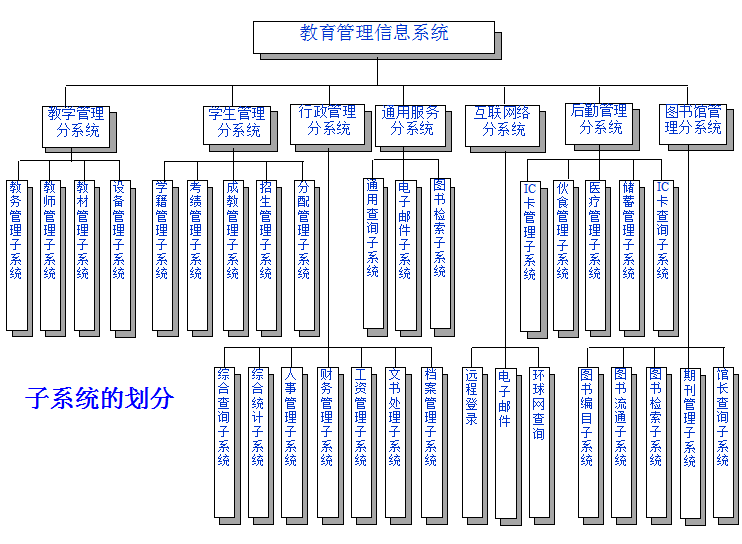 教育管理信息系统
教学管理
分系统
学生管理
分系统
行政管理
分系统
通用服务
分系统
互联网络
分系统
后勤管理
分系统
图书馆管
理分系统
教务管理子系统
教师管理子系统
教材管理子系统
设备管理子系统
学籍管理子系统
考绩管理子系统
成教管理子系统
招生管理子系统
分配管理子系统
通用查询子系统
电子邮件子系统
图书检索子系统
IC卡管理子系统
伙食管理子系统
医疗管理子系统
储蓄管理子系统
IC卡查询子系统
子系统的划分
综合查询子系统
综合统计子系统
人事管理子系统
财务管理子系统
工资管理子系统
文书处理子系统
档案管理子系统
远程登录
电子邮件
环球网查询
图书编目子系统
图书流通子系统
图书检索子系统
期刊管理子系统
馆长查询子系统